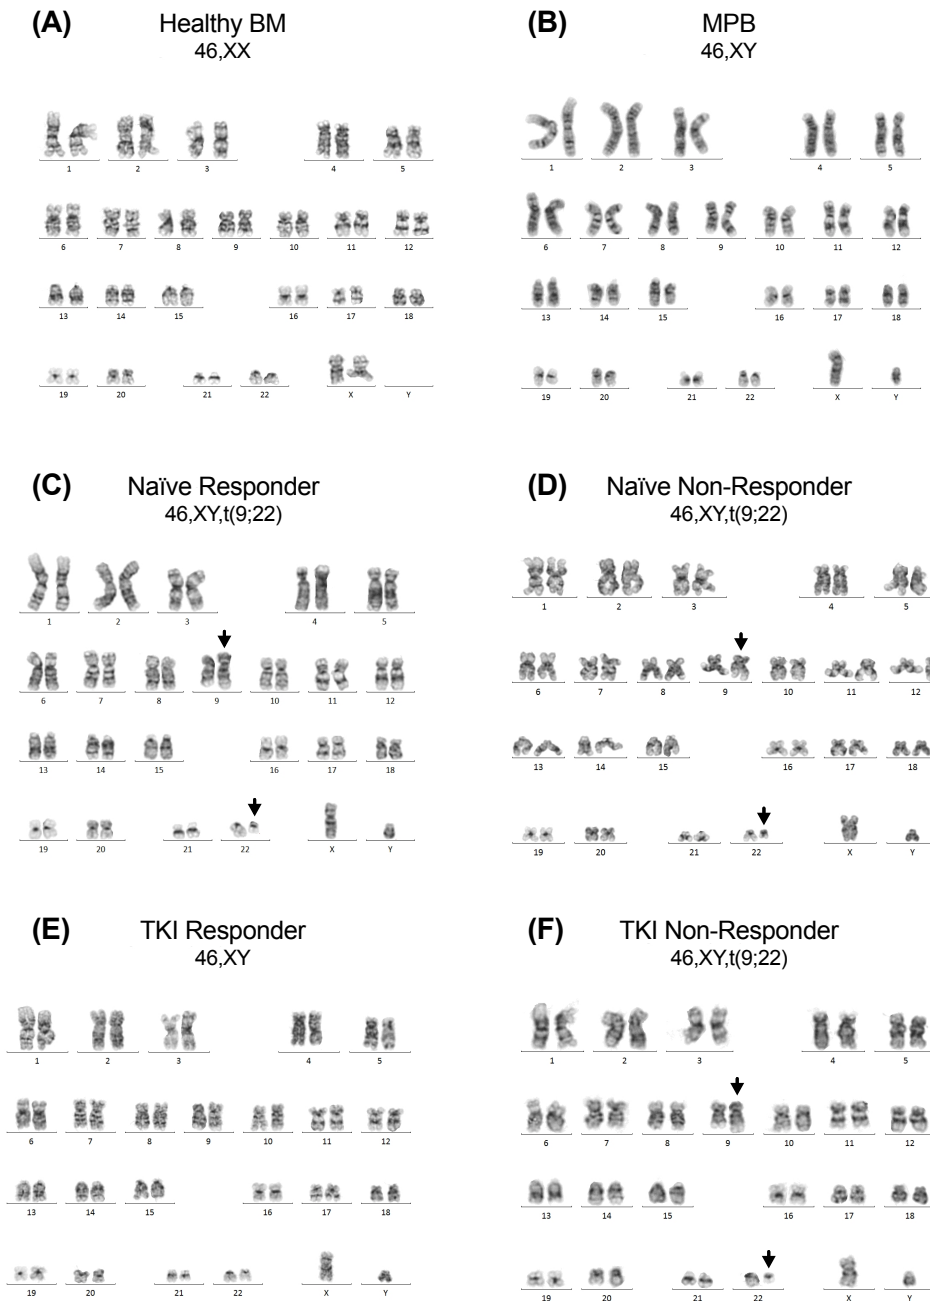 (A) Healthy BM
46,XX
1 2 3 4 5
6 7 8 9 10 11 12
13 14 15 16 17 18
19 20 21 22 X Y
(B) MPB
46,XY
1 2 3 4 5
6 7 8 9 10 11 12
13 14 15 16 17 18
19 20 21 22 X Y
(C) Naïve Responder
46,XY,t(9;22)
1 2 3 4 5
6 7 8 9 10 11 12
13 14 15 16 17 18
19 20 21 22 X Y
(D) Naïve Non-Responder
46,XY,t(9;22)
1 2 3 4 5
6 7 8 9 10 11 12
13 14 15 16 17 18
19 20 21 22 X Y
(E) TKI Responder
46,XY
1 2 3 4 5
6 7 8 9 10 11 12
13 14 15 16 17 18
19 20 21 22 X Y
(F) TKI Non-Responder
46,XY,t(9;22)
1 2 3 4 5
6 7 8 9 10 11 12
13 14 15 16 17 18
19 20 21 22 X Y